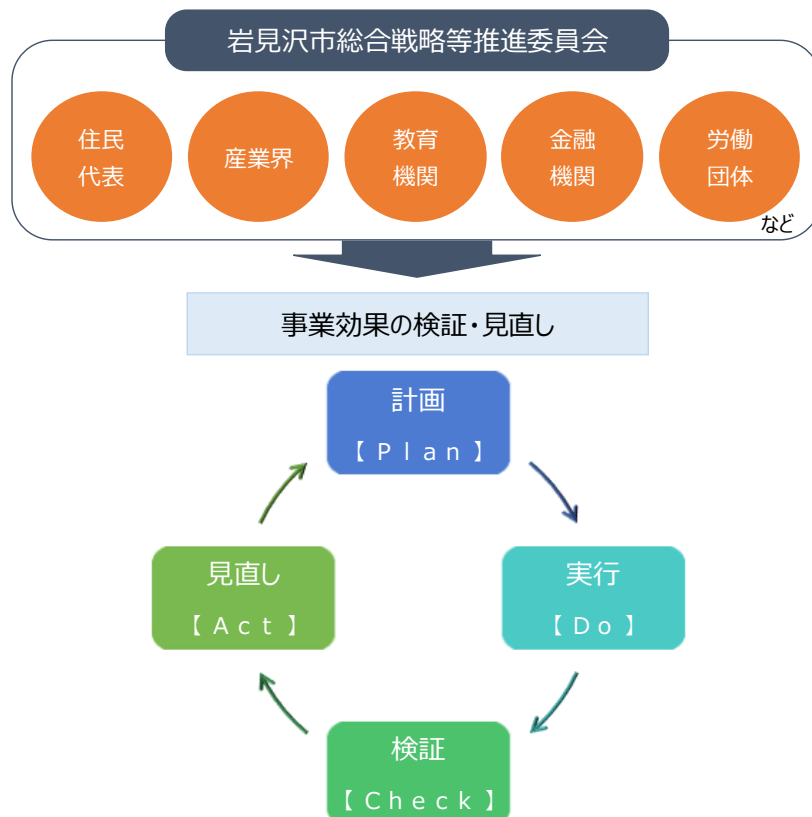 岩見沢市総合戦略等推進委員会
住民
代表
産業界
教育
機関
金融
機関
労働
団体
など
事業効果の検証・見直し
計画
【 Ｐｌａｎ 】
見直し
【 Ａｃｔ 】
実行
【 Ｄｏ 】
検証
【 Ｃｈｅｃｋ 】